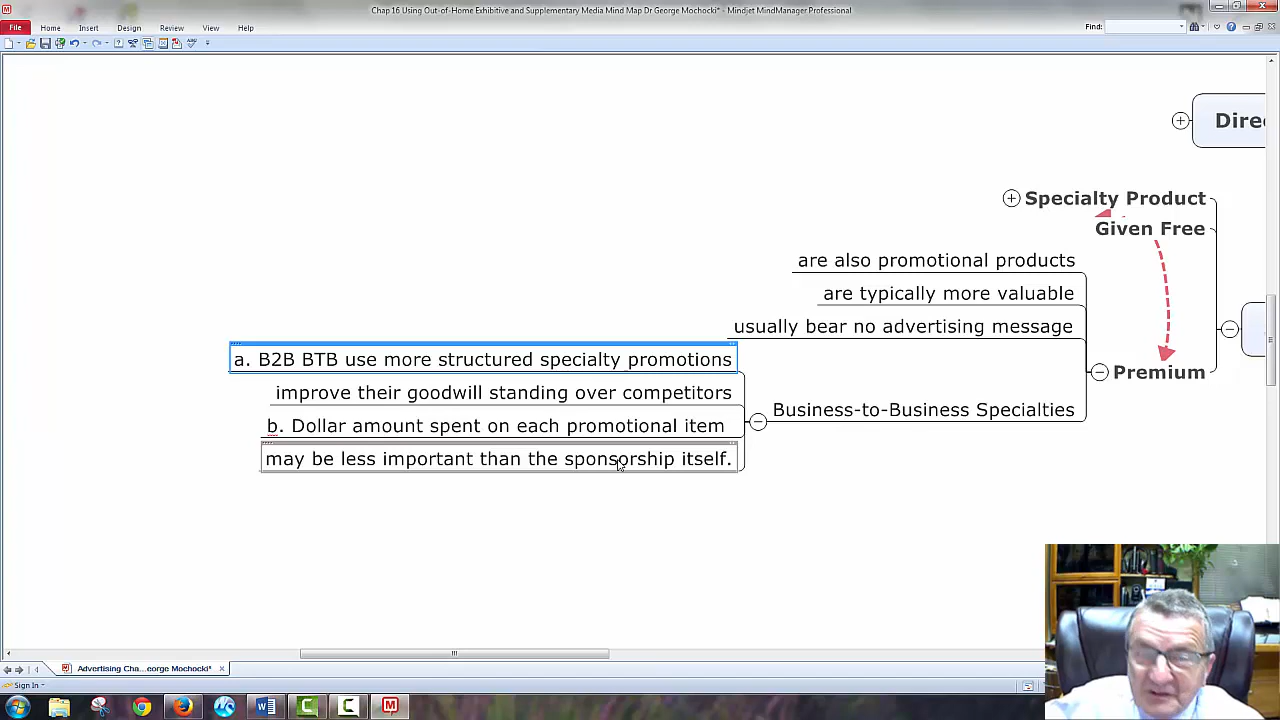 Chap 16 Using Out-of-Home Exhibitive and Supplementary Media Mind Map Dr George Mochocki* - Mindjet MindManager Professional
File Home Insert Design Review View Help
Find:
Dire
Specialty Product
Given Free
are also promotional products
are typically more valuable
usually bear no advertising message
a. B2B BTB use more structured specialty promotions
Premium
improve their goodwill standing over competitors
Business-to-Business Specialties
b. Dollar amount spent on each promotional item
may be less important than the sponsorship itself.
Advertising Cha...eorge Mochocki*
Sign In